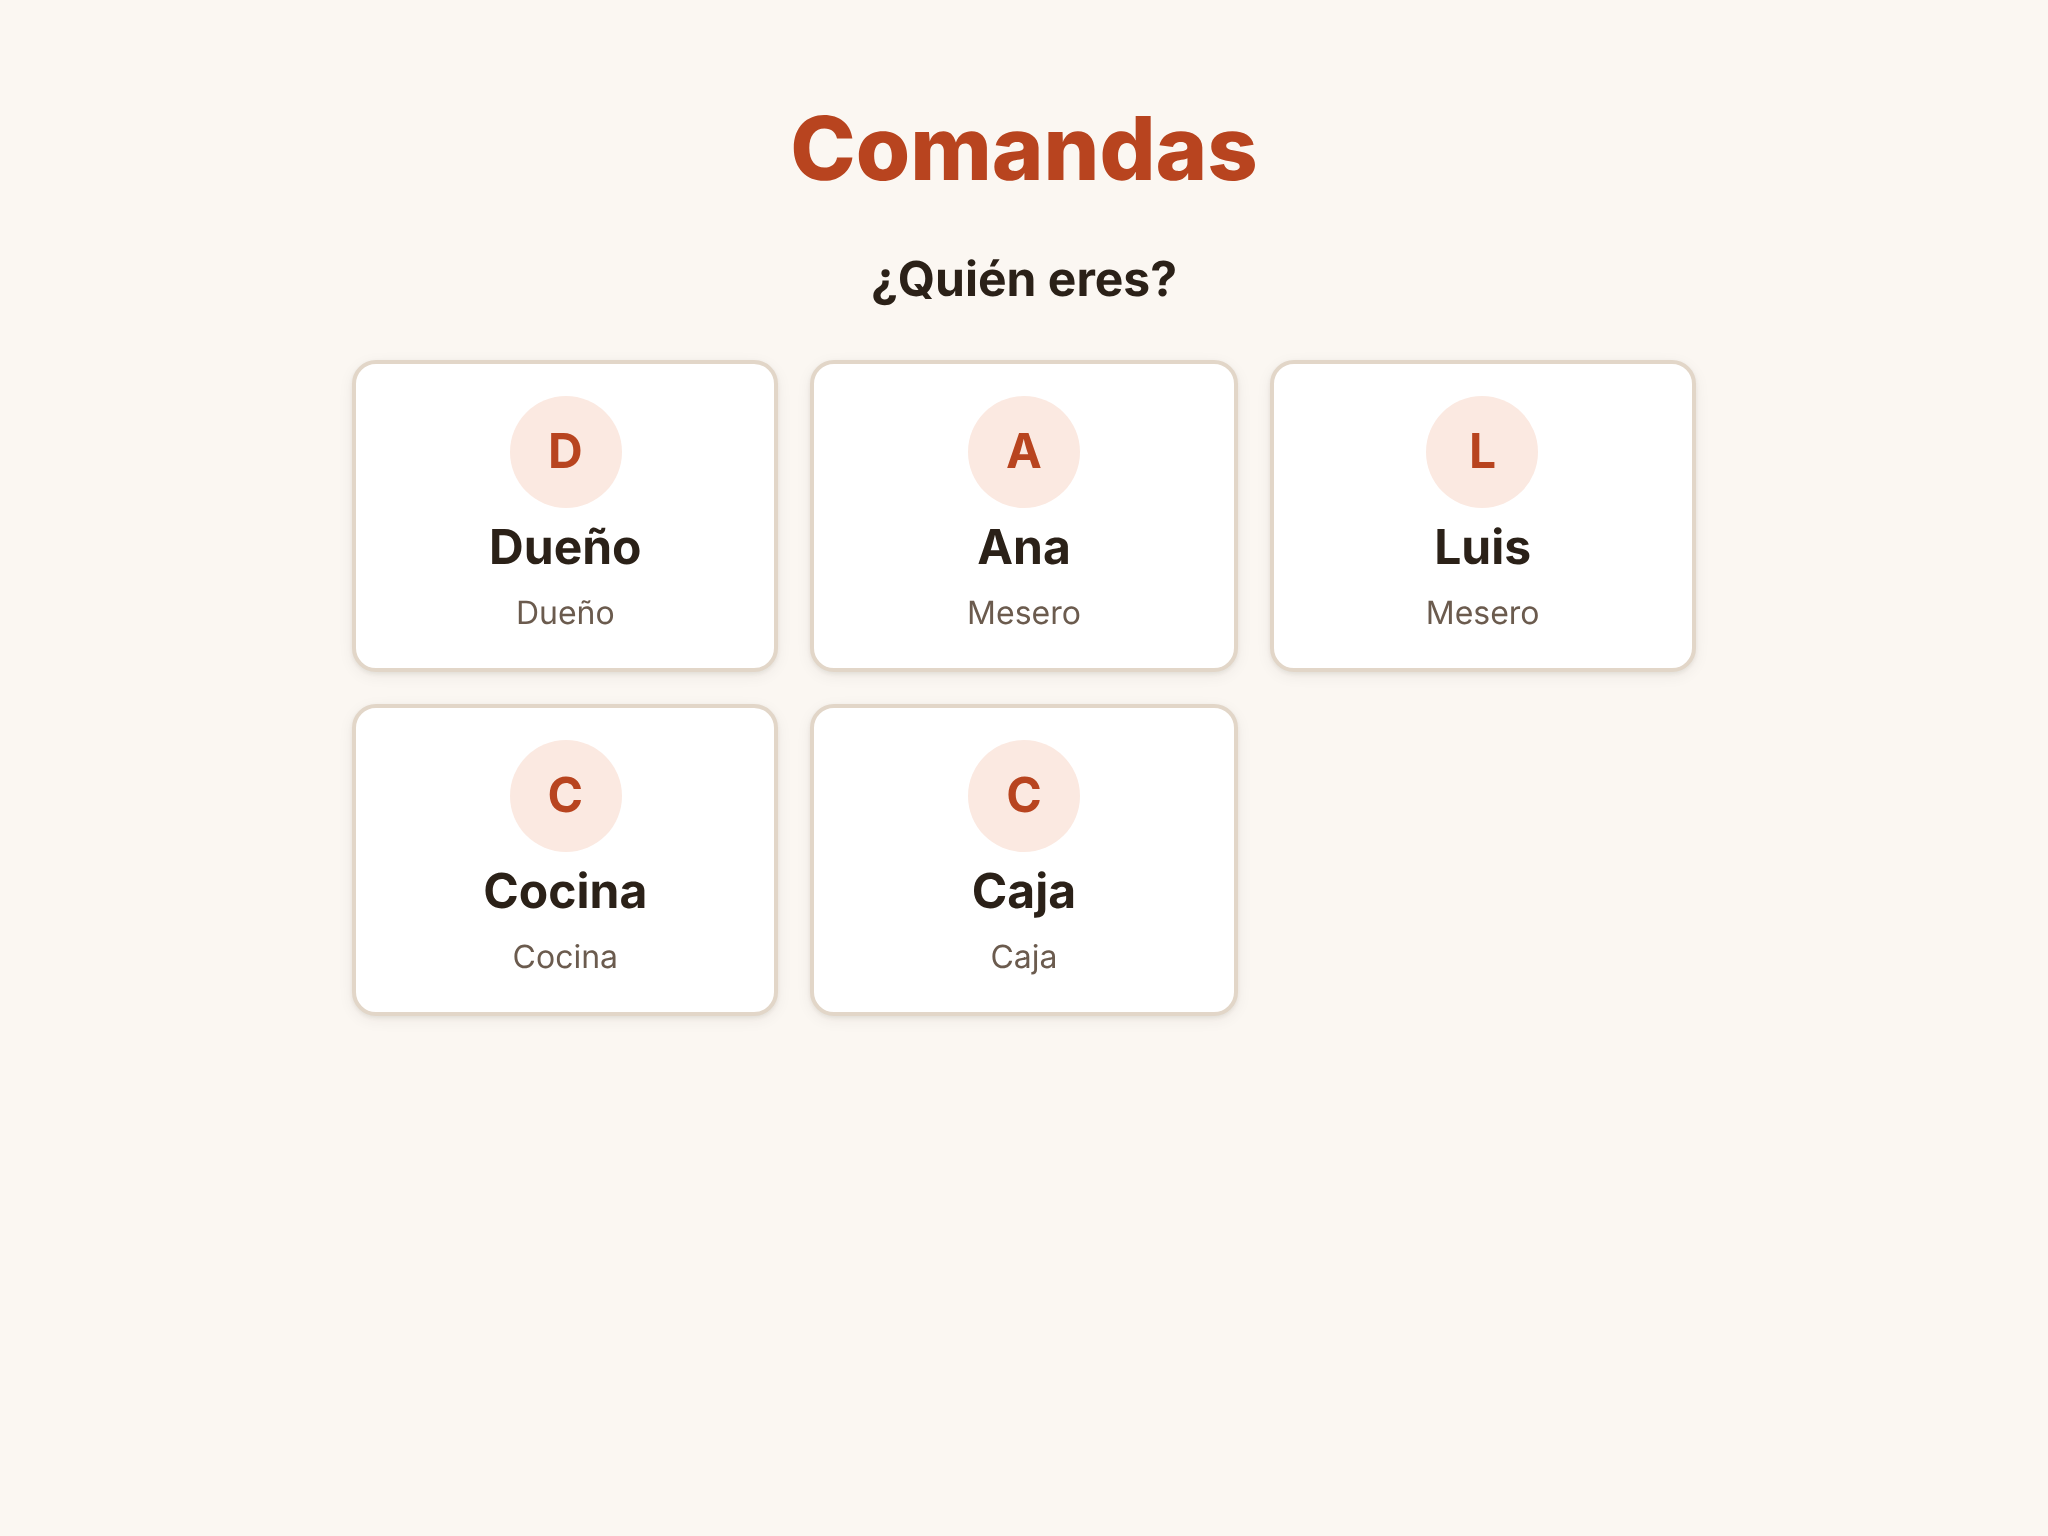 Comandas
¿Quién eres?
D
Dueño
Dueño
A
Ana
Mesero
L
Luis
Mesero
C
Cocina
Cocina
C
Caja
Caja